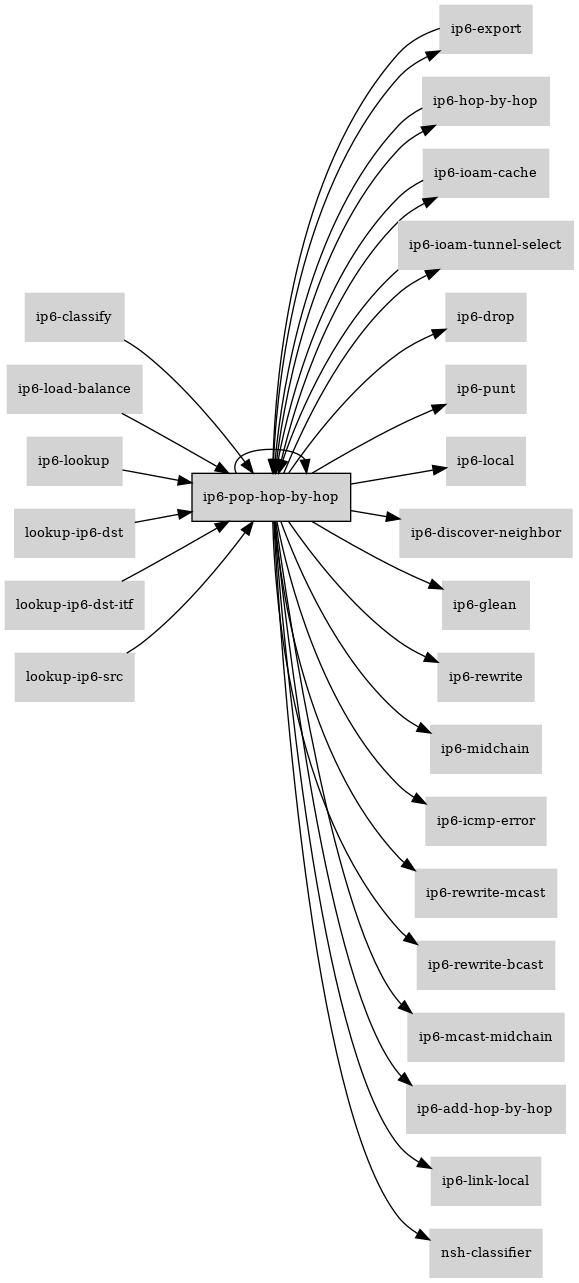 ip6-export
ip6-hop-by-hop
ip6-ioam-cache
ip6-ioam-tunnel-select
ip6-classify
ip6-drop
ip6-load-balance
ip6-punt
ip6-lookup
ip6-local
ip6-pop-hop-by-hop
lookup-ip6-dst
ip6-discover-neighbor
lookup-ip6-dst-itf
ip6-glean
lookup-ip6-src
ip6-rewrite
ip6-midchain
ip6-icmp-error
ip6-rewrite-mcast
ip6-rewrite-bcast
ip6-mcast-midchain
ip6-add-hop-by-hop
ip6-link-local
nsh-classifier